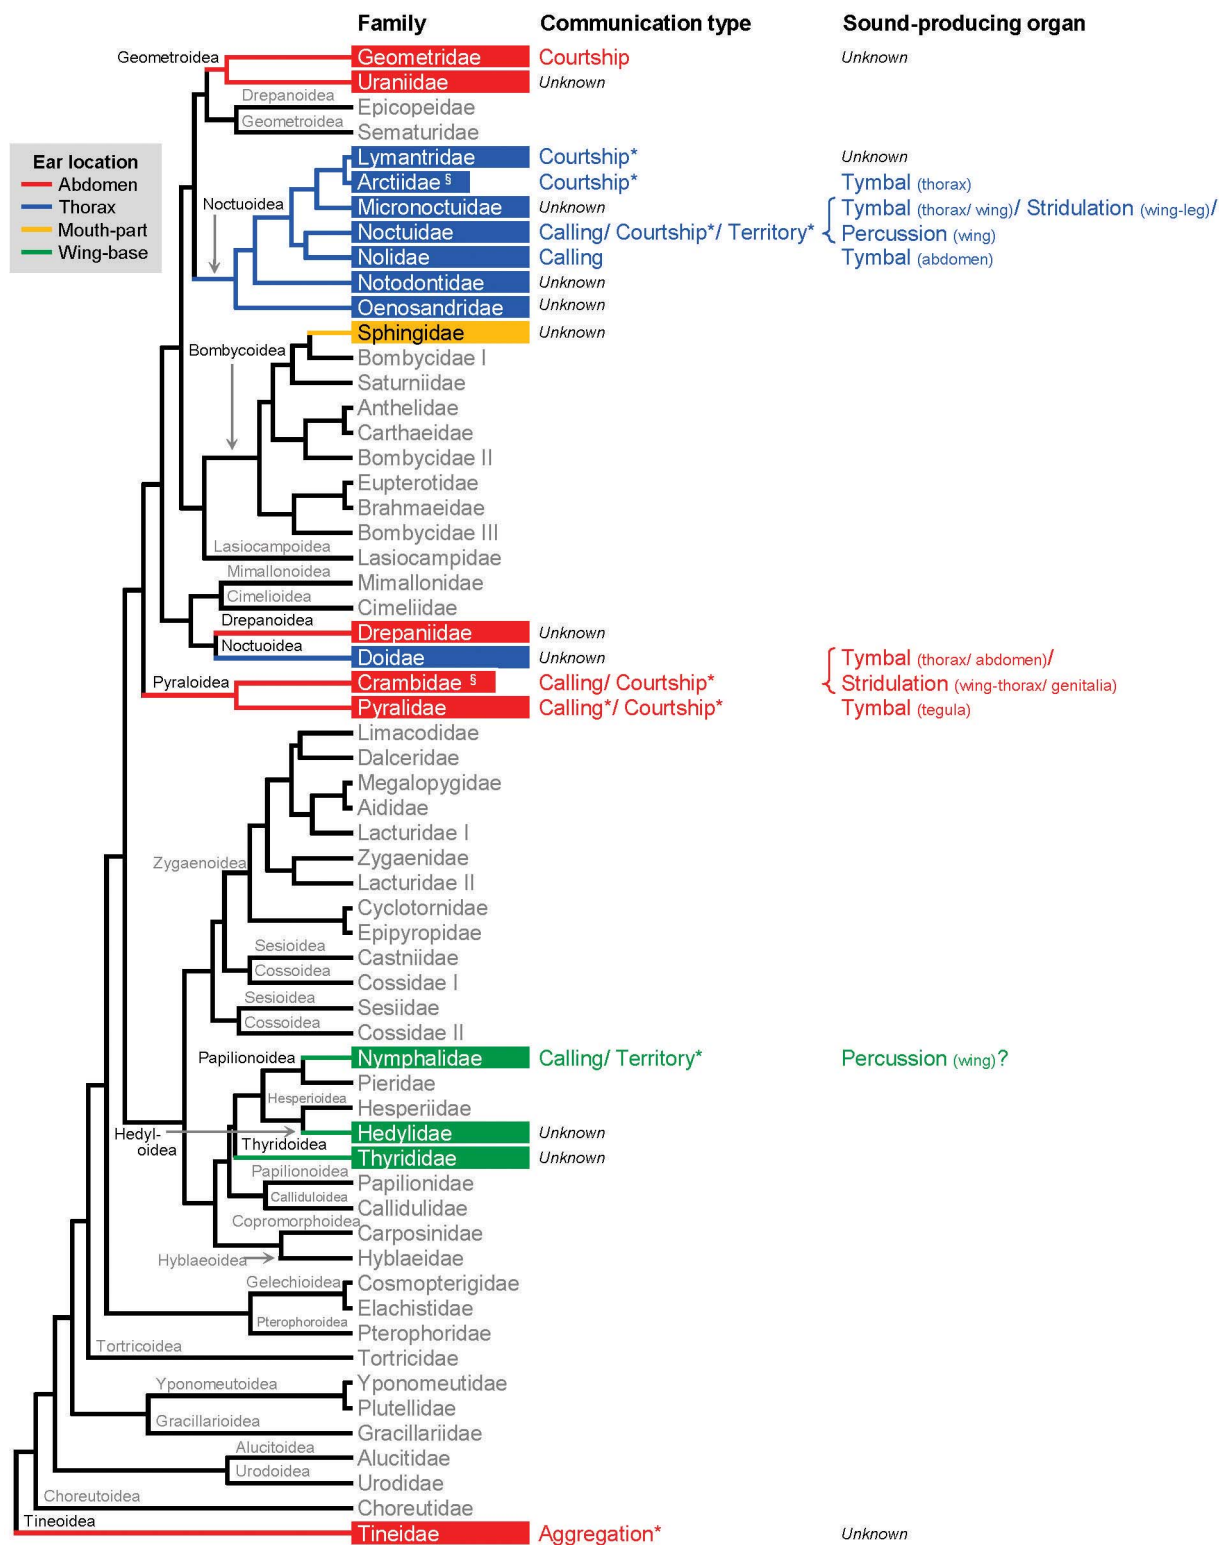 Family Communication type Sound-producing organ
Geometroidea Geometridae Courtship Unknown
Uraniidae Unknown
Drepanoidea Epicopeidae
Geometroidea Sematuridae
Ear location
Abdomen
Thorax
Mouth-part
Wing-base
Lymantridae Courtship* Unknown
Arctiidae § Courtship* Tymbal (thorax)
Noctuoidea Micronoctuidae Unknown Tymbal (thorax/ wing)/ Stridulation (wing-leg)/
Noctuidae Calling/ Courtship*/ Territory* Percussion (wing)
Nolidae Calling Tymbal (abdomen)
Notodontidae Unknown
Oenosandridae Unknown
Sphingidae Unknown
Bombycoidea Bombycidae I
Saturniidae
Anthelidae
Carthaeidae
Bombycidae II
Eupterotidae
Brahmaeidae
Bombycidae III
Lasiocampoidea Lasiocampidae
Mimallonoidea Mimallonidae
Cimelioidea Cimeliidae
Drepanoidea Drepaniidae Unknown
Noctuoidea Doidae Unknown Tymbal (thorax/ abdomen)/
Pyraloidea Crambidae § Calling/ Courtship* Stridulation (wing-thorax/ genitalia)
Pyralidae Calling*/ Courtship* Tymbal (tegula)
Limacodidae
Dalceridae
Megalopygidae
Aididae
Lacturidae I
Zygaenoidea Zygaenidae
Lacturidae II
Cyclotornidae
Epipyropidae
Sesioidea Castniidae
Cossoidea Cossidae I
Sesioidea Sesiidae
Cossoidea Cossidae II
Papilionoidea Nymphalidae Calling/ Territory* Percussion (wing)?
Pieridae
Hesperioidea Hesperiidae
Hedyl-
oidea Hedylidae Unknown
Thyridoidea Thyrididae Unknown
Papilionoidea Papilionidae
Calliduloidea Callidulidae
Copromorphoidea Carposinidae
Hyblaeoidea Hyblaeidae
Gelechioidea Cosmopterigidae
Elachistidae
Pterophoroidea Pterophoridae
Tortricoidea Tortricidae
Yponomeutoidea Yponomeutidae
Plutellidae
Gracillarioidea Gracillariidae
Alucitoidea Alucitidae
Urodoidea Urodidae
Choreutoidea Choreutidae
Tineoidea Tineidae Aggregation* Unknown